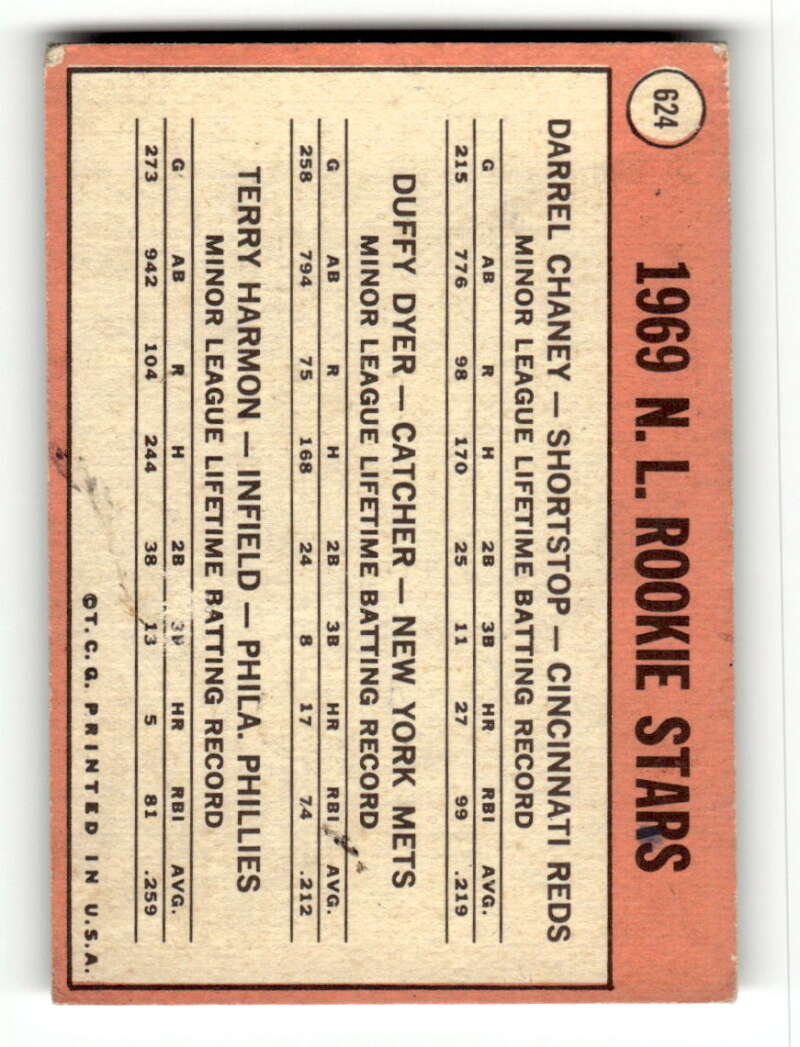 624
1969 N. L. ROOKIE STARS
DARREL CHANEY — SHORTSTOP — CINCINNATI REDS
MINOR LEAGUE LIFETIME BATTING RECORD
G AB R H 2B 3B HR RBI AVG.
215 776 98 170 25 11 27 99 .219
DUFFY DYER — CATCHER — NEW YORK METS
MINOR LEAGUE LIFETIME BATTING RECORD
G AB R H 2B 3B HR RBI AVG.
258 794 75 168 24 8 17 74 .212
TERRY HARMON — INFIELD — PHILA. PHILLIES
MINOR LEAGUE LIFETIME BATTING RECORD
G AB R H 2B 3B HR RBI AVG.
273 942 104 244 38 13 5 81 .259
©T.C.G. PRINTED IN U.S.A.